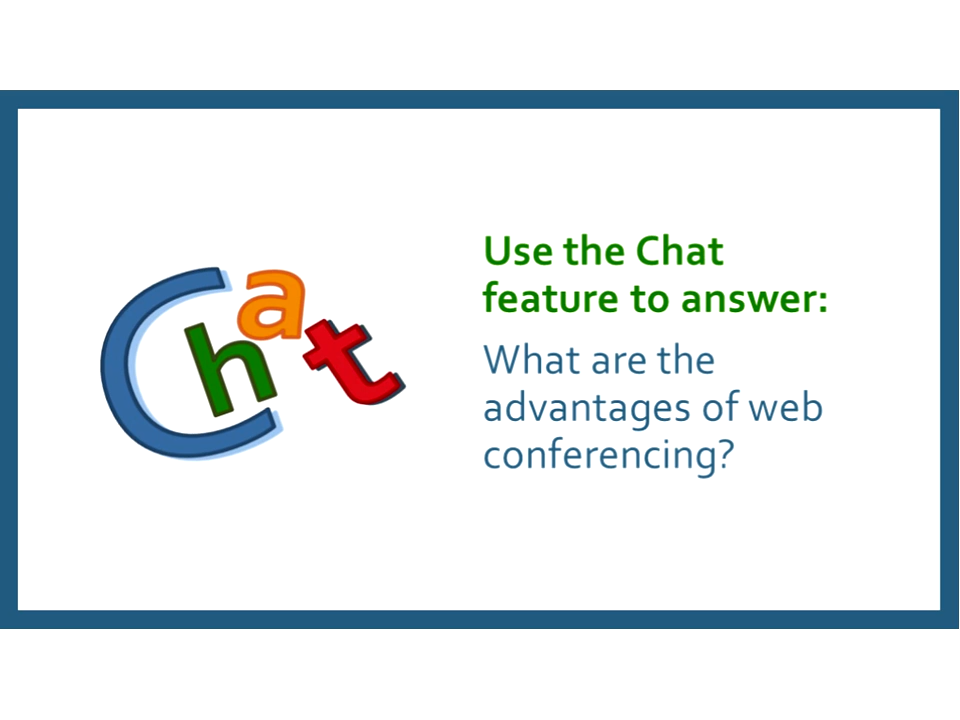 Chat
Use the Chat
feature to answer:
What are the
advantages of web
conferencing?